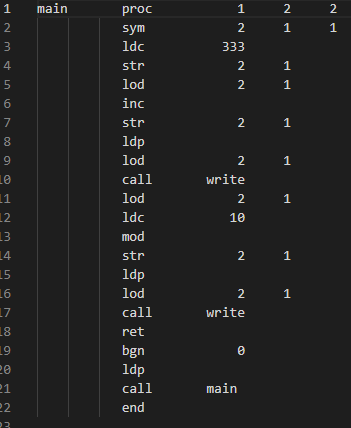 1 main proc 1 2 2
2 sym 2 1 1
3 ldc 333
4 str 2 1
5 lod 2 1
6 inc
7 str 2 1
8 ldp
9 lod 2 1
10 call write
11 lod 2 1
12 ldc 10
13 mod
14 str 2 1
15 ldp
16 lod 2 1
17 call write
18 ret
19 bgn 0
20 ldp
21 call main
22 end
23